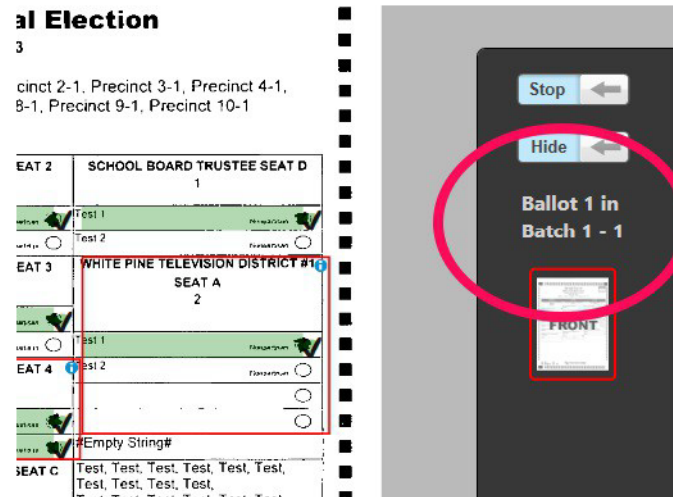 al Election
3
cinct 2-1, Precinct 3-1, Precinct 4-1,
8-1, Precinct 9-1, Precinct 10-1
EAT 2
SCHOOL BOARD TRUSTEE SEAT D
1
Test 1
Test 2
EAT 3
WHITE PINE TELEVISION DISTRICT #1
SEAT A
2
Test 1
EAT 4
Test 2
#Empty String#
SEAT C
Test, Test, Test, Test, Test, Test,
Test, Test, Test, Test,
Stop
Hide
Ballot 1 in
Batch 1 - 1
FRONT